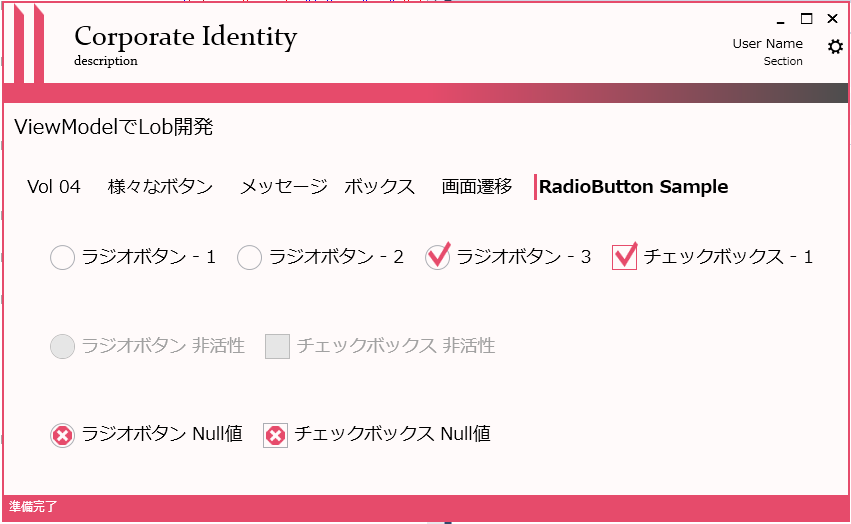 Corporate Identity
description
User Name
Section
ViewModelでLob開発
Vol 04 様々なボタン メッセージ ボックス 画面遷移 RadioButton Sample
ラジオボタン - 1 ラジオボタン - 2 ラジオボタン - 3 チェックボックス - 1
ラジオボタン 非活性 チェックボックス 非活性
ラジオボタン Null値 チェックボックス Null値
準備完了